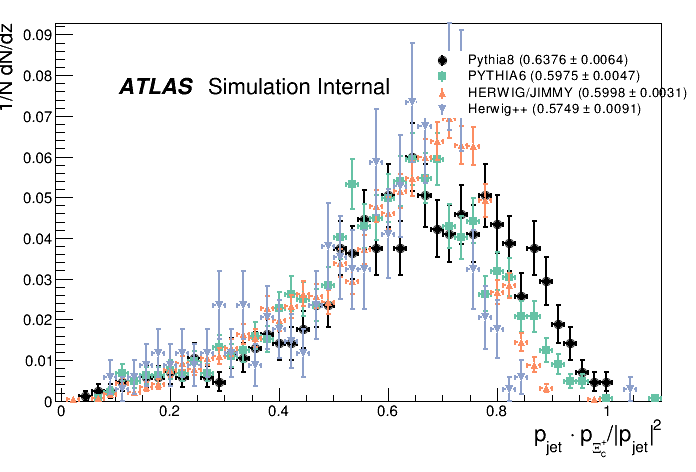 1/N dN/dz
0.09
0.08
0.07
0.06
0.05
0.04
0.03
0.02
0.01
0
ATLAS Simulation Internal
Pythia8 (0.6376 ± 0.0064)
PYTHIA6 (0.5975 ± 0.0047)
HERWIG/JIMMY (0.5998 ± 0.0031)
Herwig++ (0.5749 ± 0.0091)
0 0.2 0.4 0.6 0.8 1
p_jet · p_Ξc⁺/|p_jet|²